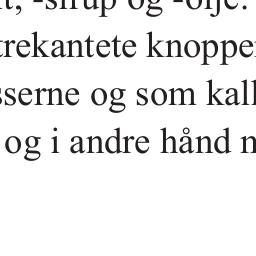 -sirup og -olje.
trekantete knopper
sserne og som kall
og i andre hånd